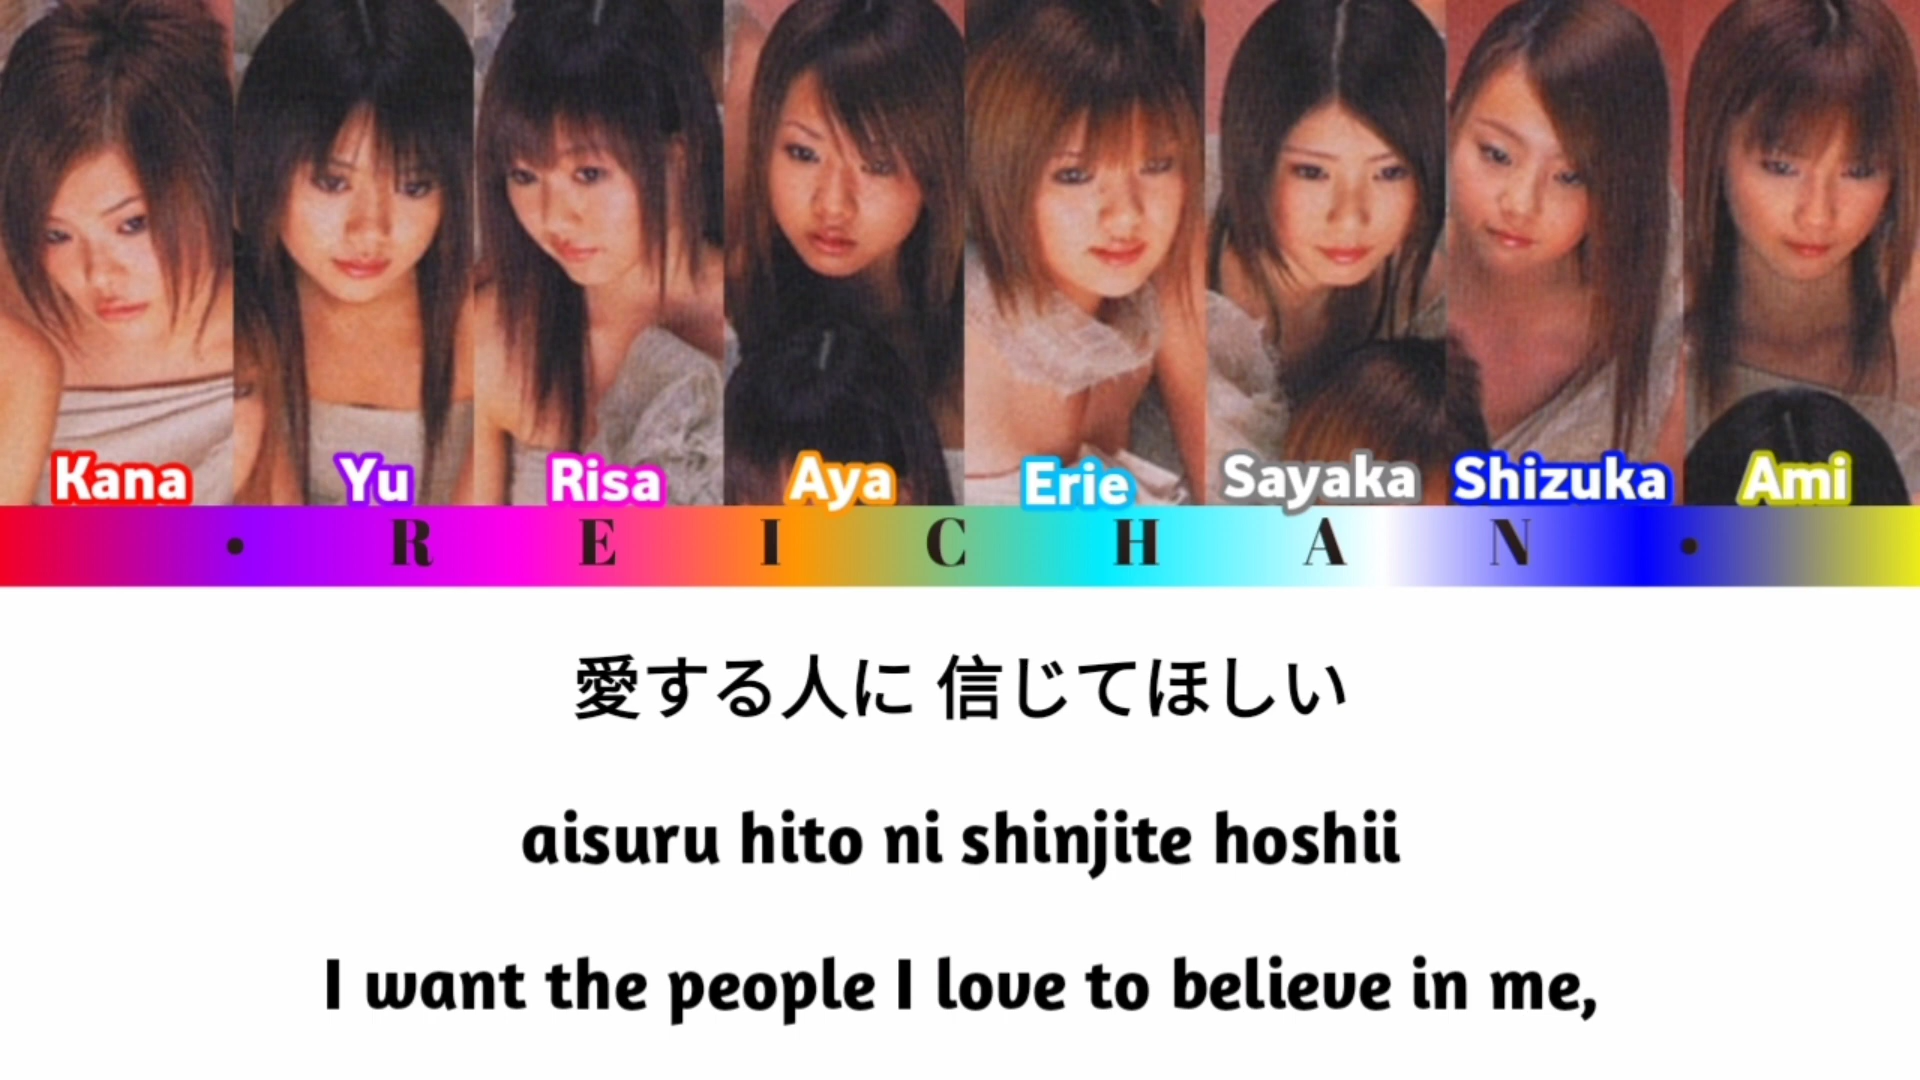 Kana Yu Risa Aya Erie Sayaka Shizuka Ami
• R E I C H A N •
愛する人に 信じてほしい
aisuru hito ni shinjite hoshii
I want the people I love to believe in me,